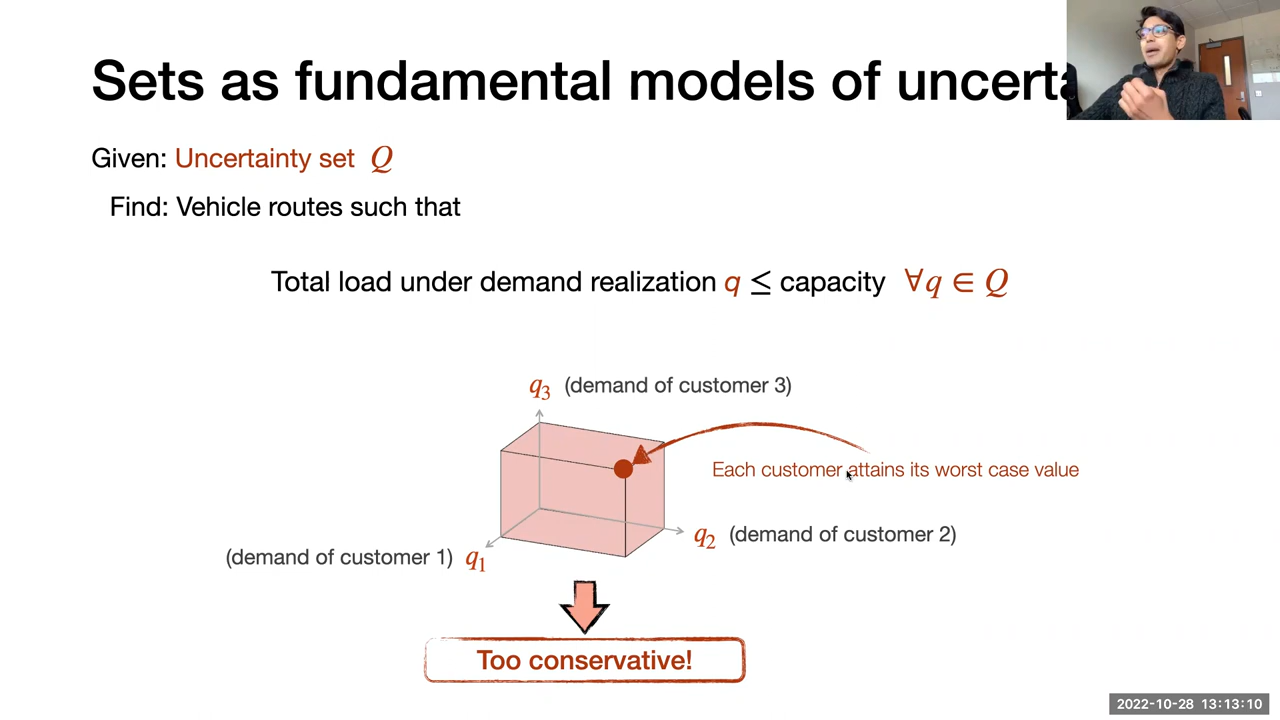 Sets as fundamental models of uncerta
Given: Uncertainty set Q
Find: Vehicle routes such that
Total load under demand realization q ≤ capacity ∀q ∈ Q
q₃ (demand of customer 3)
Each customer attains its worst case value
q₂ (demand of customer 2)
(demand of customer 1) q₁
Too conservative!
2022-10-28 13:13:10